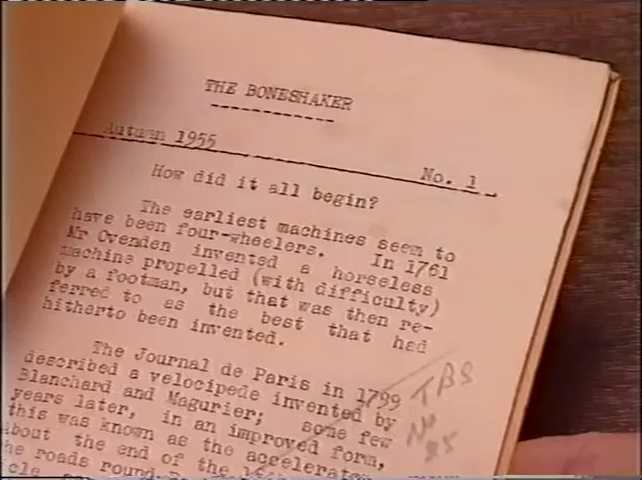 THE BONESHAKER
Autumn 1955
No. 1
How did it all begin?
The earliest machines seem to
have been four-wheelers. In 1761
Mr Ovenden invented a horseless
machine propelled (with difficulty)
by a footman, but that was then re-
ferred to as the best that had
hitherto been invented.
The Journal de Paris in 1799
described a velocipede invented by
Blanchard and Magurier; some few
years later, in an improved form,
this was known as the accelerater
about the end of the
the roads
TBS